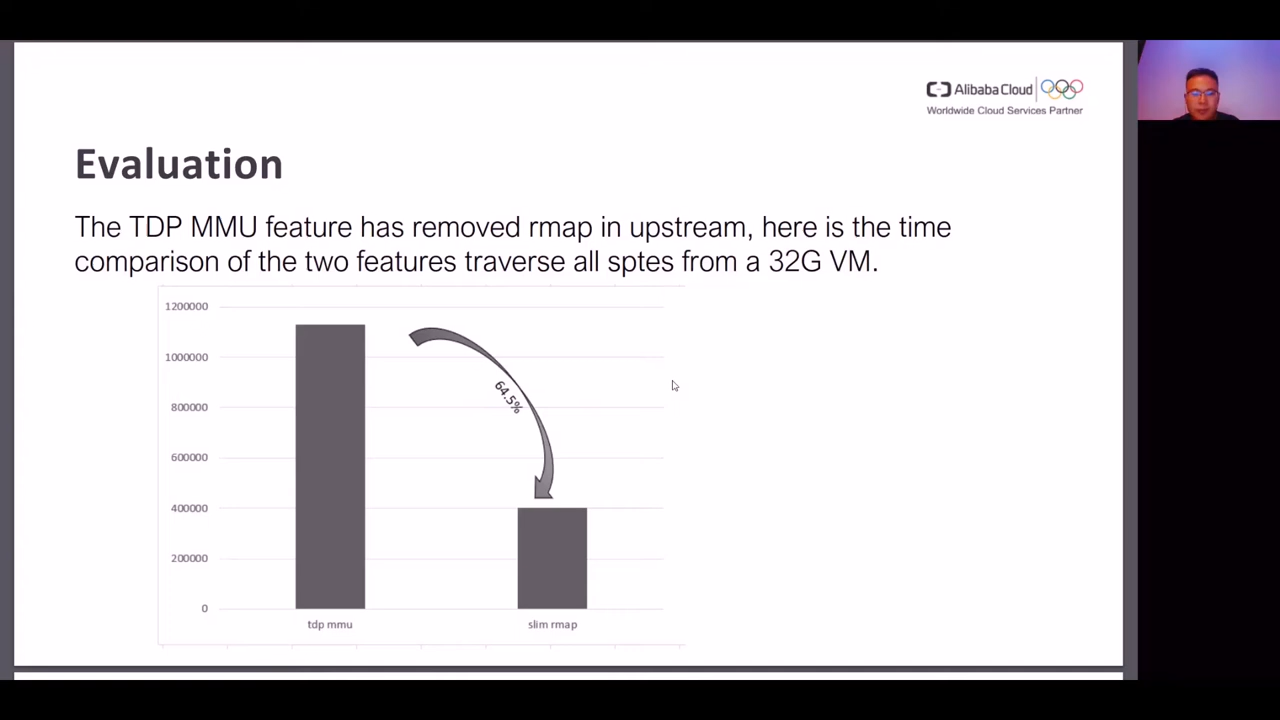 Alibaba Cloud
Worldwide Cloud Services Partner
Evaluation
The TDP MMU feature has removed rmap in upstream, here is the time
comparison of the two features traverse all sptes from a 32G VM.
1200000
1000000
800000
600000
400000
200000
0
64.5%
tdp mmu
slim rmap